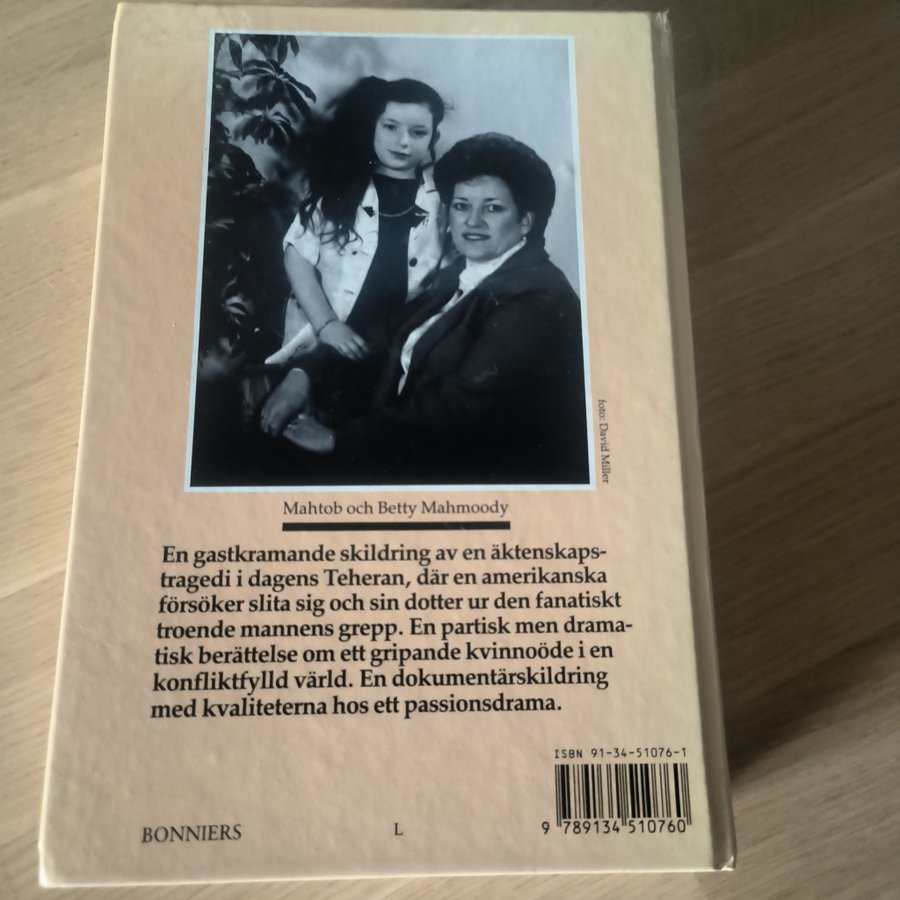 foto: David Miller
Mahtob och Betty Mahmoody
En gastkramande skildring av en äktenskaps-
tragedi i dagens Teheran, där en amerikanska
försöker slita sig och sin dotter ur den fanatiskt
troende mannens grepp. En partisk men drama-
tisk berättelse om ett gripande kvinnoöde i en
konfliktfylld värld. En dokumentärskildring
med kvaliteterna hos ett passionsdrama.
ISBN 91-34-51076-1
9 789134 510760
BONNIERS
L